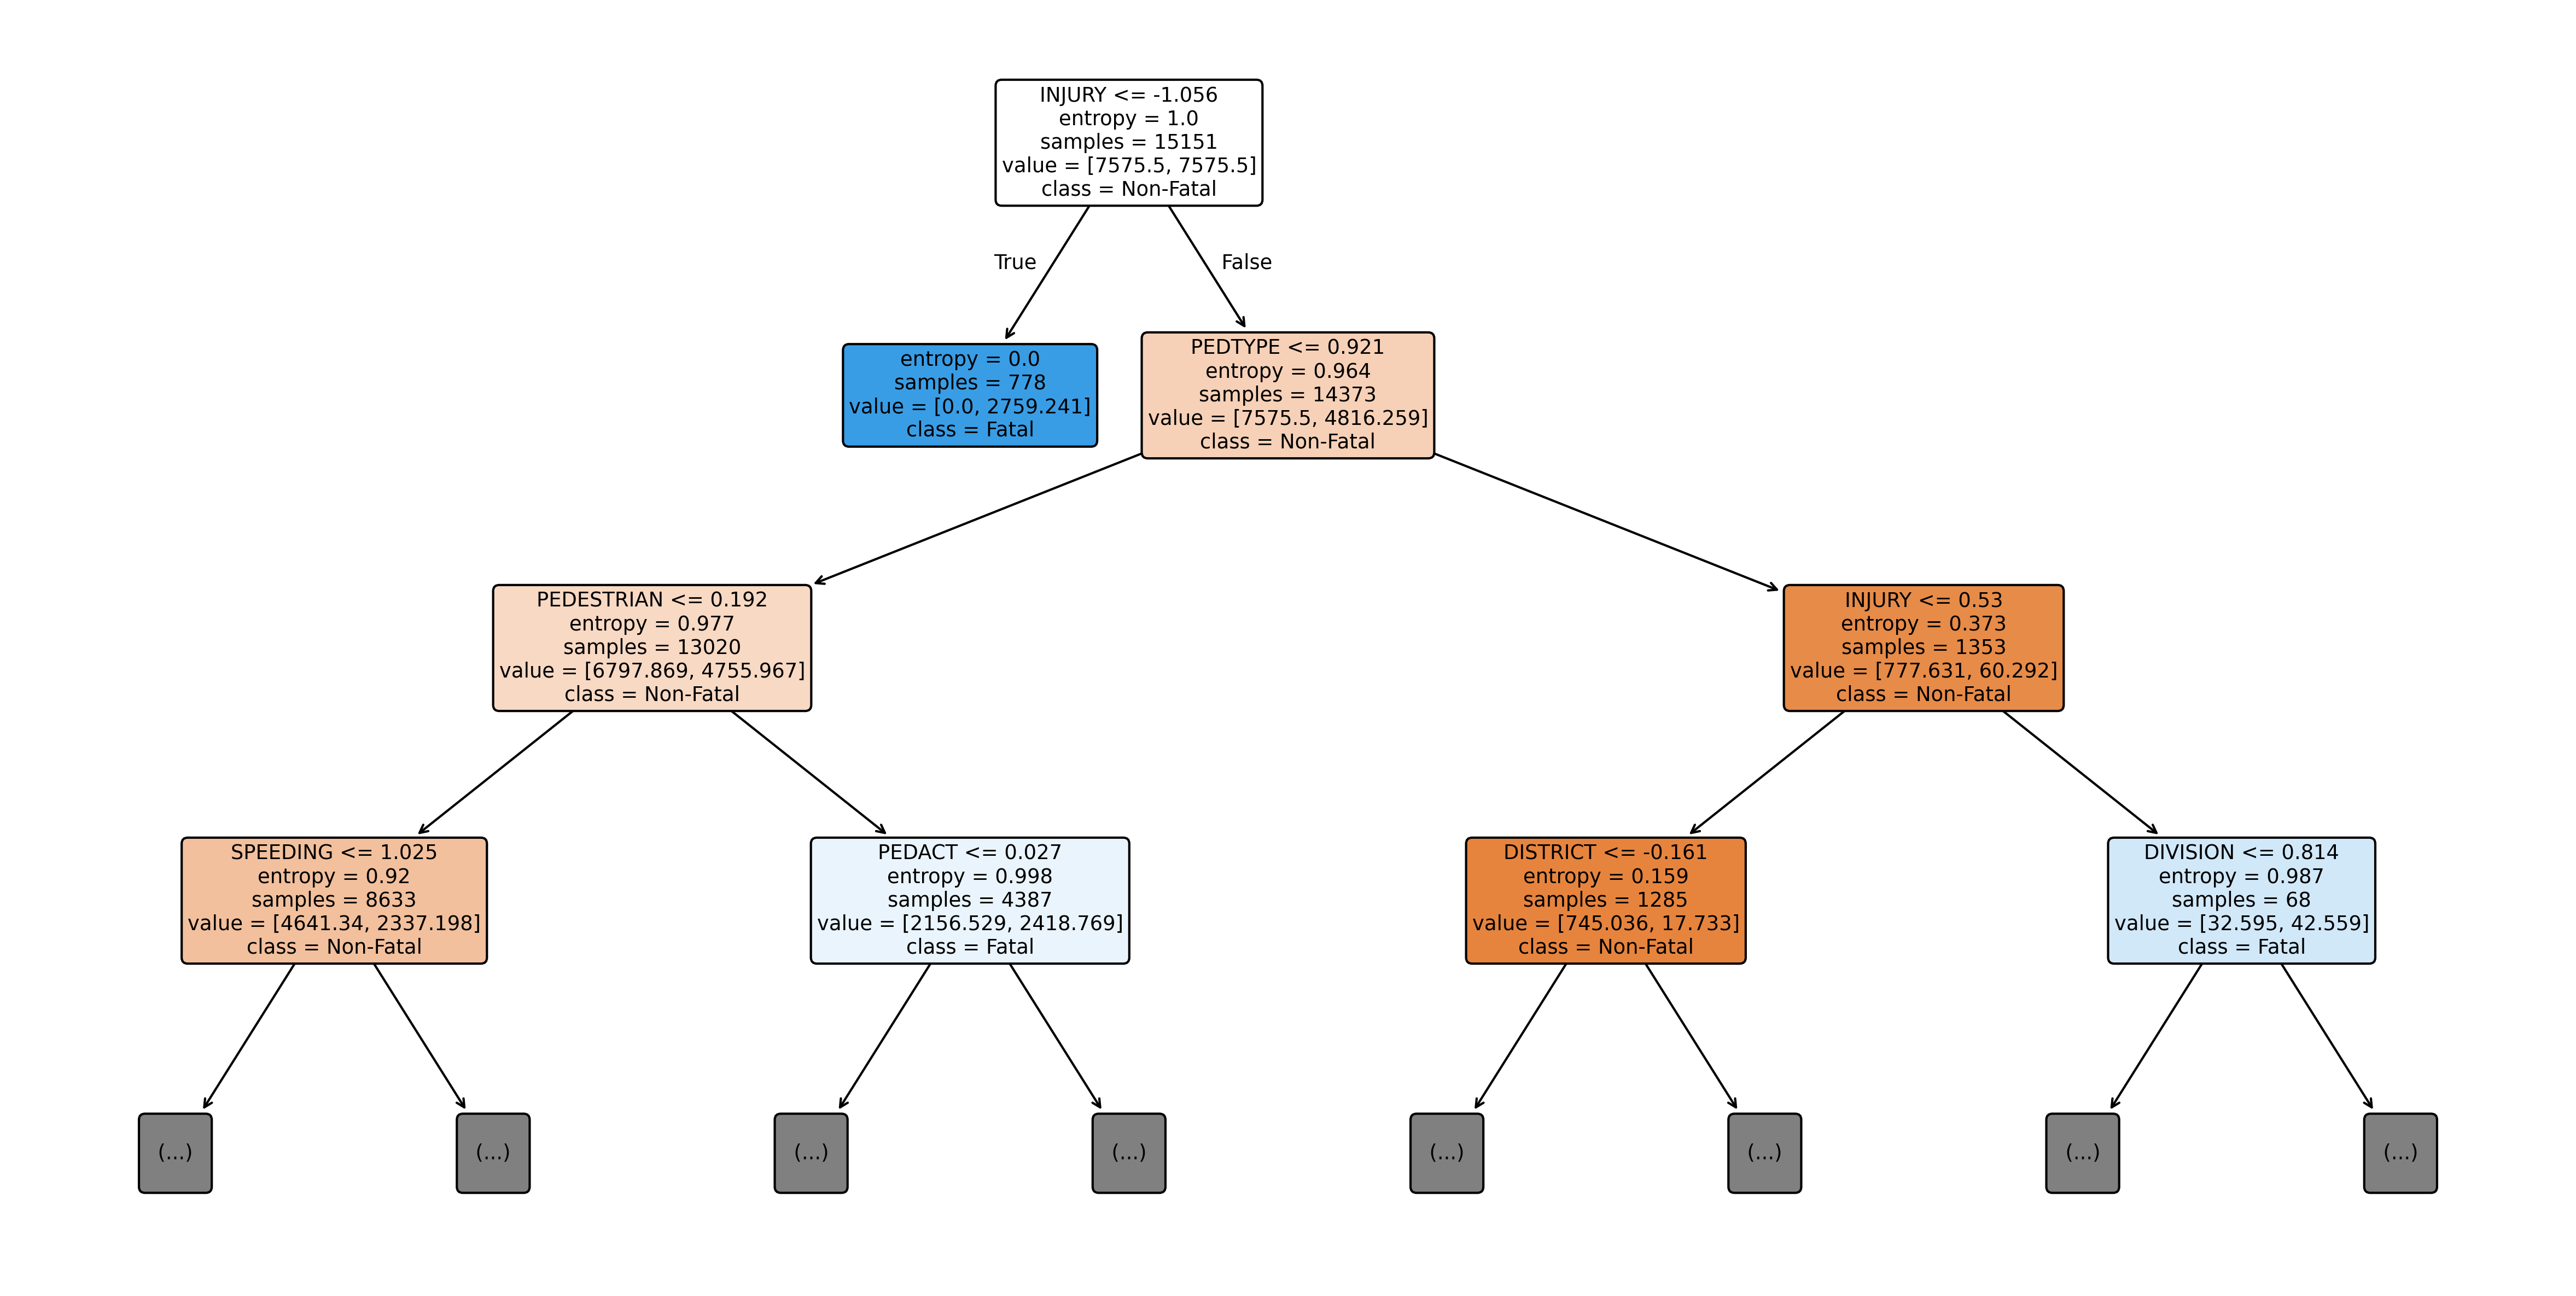 INJURY <= -1.056
entropy = 1.0
samples = 15151
value = [7575.5, 7575.5]
class = Non-Fatal
True
False
entropy = 0.0
samples = 778
value = [0.0, 2759.241]
class = Fatal
PEDTYPE <= 0.921
entropy = 0.964
samples = 14373
value = [7575.5, 4816.259]
class = Non-Fatal
PEDESTRIAN <= 0.192
entropy = 0.977
samples = 13020
value = [6797.869, 4755.967]
class = Non-Fatal
INJURY <= 0.53
entropy = 0.373
samples = 1353
value = [777.631, 60.292]
class = Non-Fatal
SPEEDING <= 1.025
entropy = 0.92
samples = 8633
value = [4641.34, 2337.198]
class = Non-Fatal
PEDACT <= 0.027
entropy = 0.998
samples = 4387
value = [2156.529, 2418.769]
class = Fatal
DISTRICT <= -0.161
entropy = 0.159
samples = 1285
value = [745.036, 17.733]
class = Non-Fatal
DIVISION <= 0.814
entropy = 0.987
samples = 68
value = [32.595, 42.559]
class = Fatal
(...)
(...)
(...)
(...)
(...)
(...)
(...)
(...)